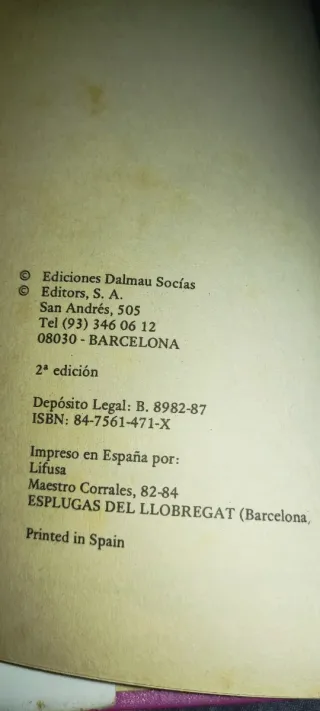 © Ediciones Dalmau Socías
© Editors, S. A.
San Andrés, 505
Tel (93) 346 06 12
08030 - BARCELONA
2ª edición
Depósito Legal: B. 8982-87
ISBN: 84-7561-471-X
Impreso en España por:
Lifusa
Maestro Corrales, 82-84
ESPLUGAS DEL LLOBREGAT (Barcelona,
Printed in Spain